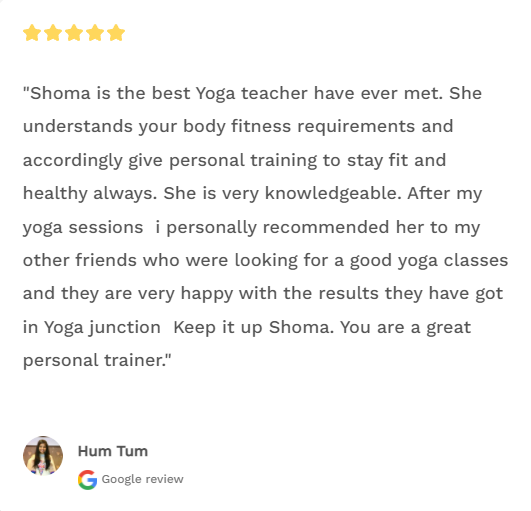 "Shoma is the best Yoga teacher have ever met. She
understands your body fitness requirements and
accordingly give personal training to stay fit and
healthy always. She is very knowledgeable. After my
yoga sessions  i personally recommended her to my
other friends who were looking for a good yoga classes
and they are very happy with the results they have got
in Yoga junction  Keep it up Shoma. You are a great
personal trainer."
Hum Tum
Google review